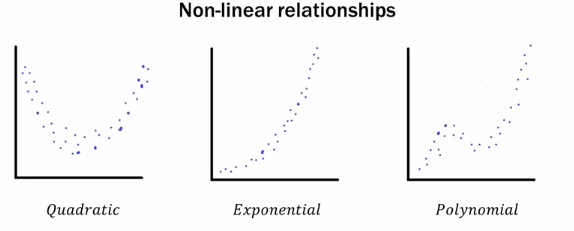 Non-linear relationships
Quadratic
Exponential
Polynomial